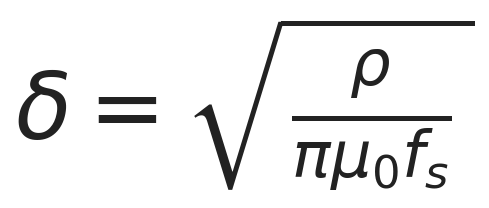 δ = √(ρ / (πμ₀fₛ))